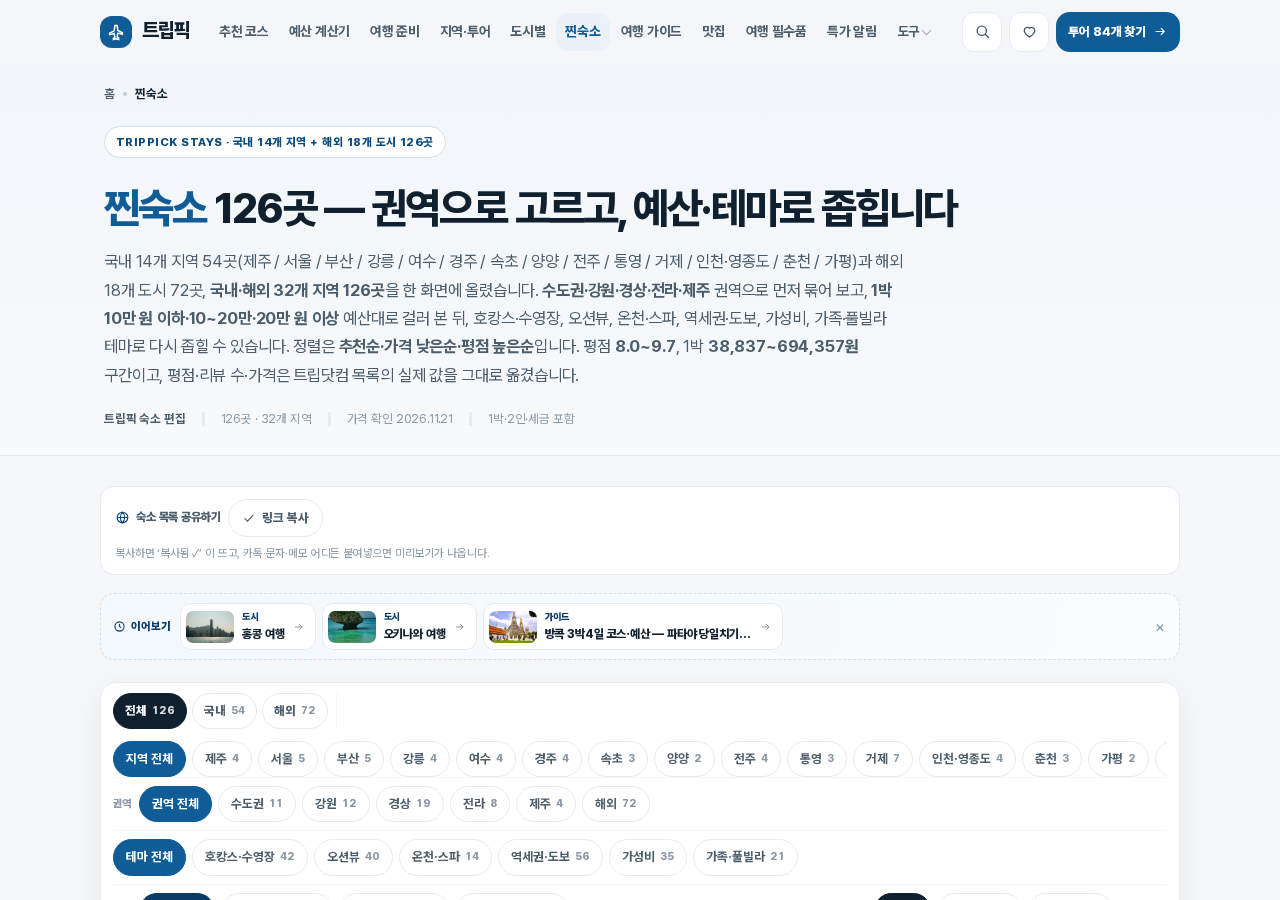 트립픽 추천 코스 예산 계산기 여행 준비 지역·투어 도시별 찐숙소 여행 가이드 맛집 여행 필수품 특가 알림 도구 투어 84개 찾기 →
홈 • 찐숙소
TRIPPICK STAYS · 국내 14개 지역 + 해외 18개 도시 126곳
찐숙소 126곳 — 권역으로 고르고, 예산·테마로 좁힙니다
국내 14개 지역 54곳(제주 / 서울 / 부산 / 강릉 / 여수 / 경주 / 속초 / 양양 / 전주 / 통영 / 거제 / 인천·영종도 / 춘천 / 가평)과 해외
18개 도시 72곳, 국내·해외 32개 지역 126곳을 한 화면에 올렸습니다. 수도권·강원·경상·전라·제주 권역으로 먼저 묶어 보고, 1박
10만 원 이하·10~20만·20만 원 이상 예산대로 걸러 본 뒤, 호캉스·수영장, 오션뷰, 온천·스파, 역세권·도보, 가성비, 가족·풀빌라
테마로 다시 좁힐 수 있습니다. 정렬은 추천순·가격 낮은순·평점 높은순입니다. 평점 8.0~9.7, 1박 38,837~694,357원
구간이고, 평점·리뷰 수·가격은 트립닷컴 목록의 실제 값을 그대로 옮겼습니다.
트립픽 숙소 편집 126곳 · 32개 지역 가격 확인 2026.11.21 1박·2인·세금 포함
숙소 목록 공유하기 ✓ 링크 복사
복사하면 ‘복사됨 ✓’ 이 뜨고, 카톡·문자·메모 어디든 붙여넣으면 미리보기가 나옵니다.
이어보기
도시
홍콩 여행 →
도시
오키나와 여행 →
가이드
방콕 3박4일 코스·예산 — 파타야 당일치기… →
✕
전체 126 국내 54 해외 72
지역 전체 제주 4 서울 5 부산 5 강릉 4 여수 4 경주 4 속초 3 양양 2 전주 4 통영 3 거제 7 인천·영종도 4 춘천 3 가평 2
권역 권역 전체 수도권 11 강원 12 경상 19 전라 8 제주 4 해외 72
테마 전체 호캉스·수영장 42 오션뷰 40 온천·스파 14 역세권·도보 56 가성비 35 가족·풀빌라 21